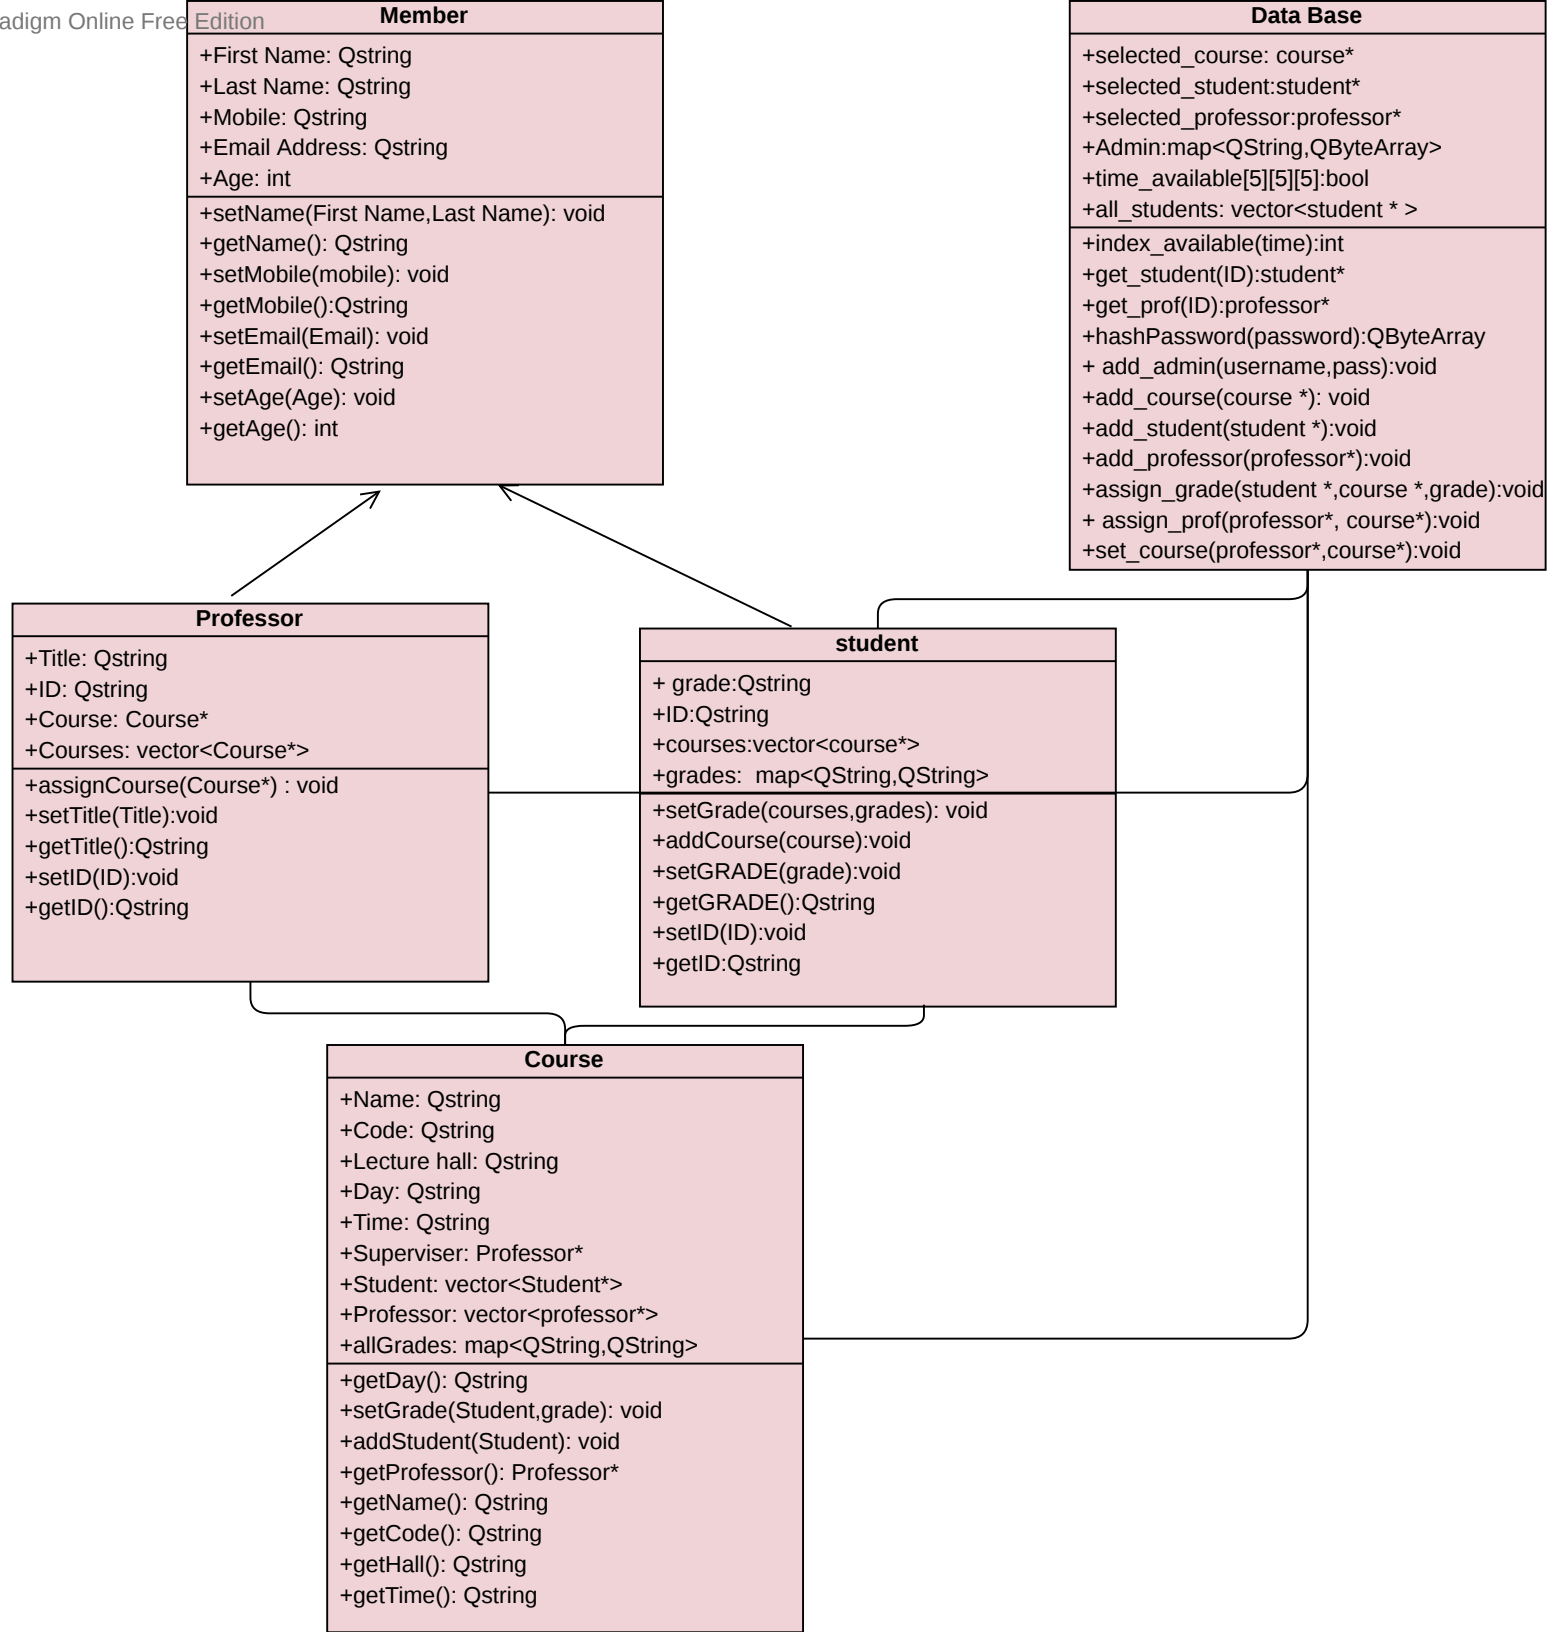 adigm Online Free Edition
Member
+First Name: Qstring
+Last Name: Qstring
+Mobile: Qstring
+Email Address: Qstring
+Age: int
+setName(First Name,Last Name): void
+getName(): Qstring
+setMobile(mobile): void
+getMobile():Qstring
+setEmail(Email): void
+getEmail(): Qstring
+setAge(Age): void
+getAge(): int
Data Base
+selected_course: course*
+selected_student:student*
+selected_professor:professor*
+Admin:map<QString,QByteArray>
+time_available[5][5][5]:bool
+all_students: vector<student * >
+index_available(time):int
+get_student(ID):student*
+get_prof(ID):professor*
+hashPassword(password):QByteArray
+ add_admin(username,pass):void
+add_course(course *): void
+add_student(student *):void
+add_professor(professor*):void
+assign_grade(student *,course *,grade):void
+ assign_prof(professor*, course*):void
+set_course(professor*,course*):void
Professor
+Title: Qstring
+ID: Qstring
+Course: Course*
+Courses: vector<Course*>
+assignCourse(Course*) : void
+setTitle(Title):void
+getTitle():Qstring
+setID(ID):void
+getID():Qstring
student
+ grade:Qstring
+ID:Qstring
+courses:vector<course*>
+grades:  map<QString,QString>
+setGrade(courses,grades): void
+addCourse(course):void
+setGRADE(grade):void
+getGRADE():Qstring
+setID(ID):void
+getID:Qstring
Course
+Name: Qstring
+Code: Qstring
+Lecture hall: Qstring
+Day: Qstring
+Time: Qstring
+Superviser: Professor*
+Student: vector<Student*>
+Professor: vector<professor*>
+allGrades: map<QString,QString>
+getDay(): Qstring
+setGrade(Student,grade): void
+addStudent(Student): void
+getProfessor(): Professor*
+getName(): Qstring
+getCode(): Qstring
+getHall(): Qstring
+getTime(): Qstring